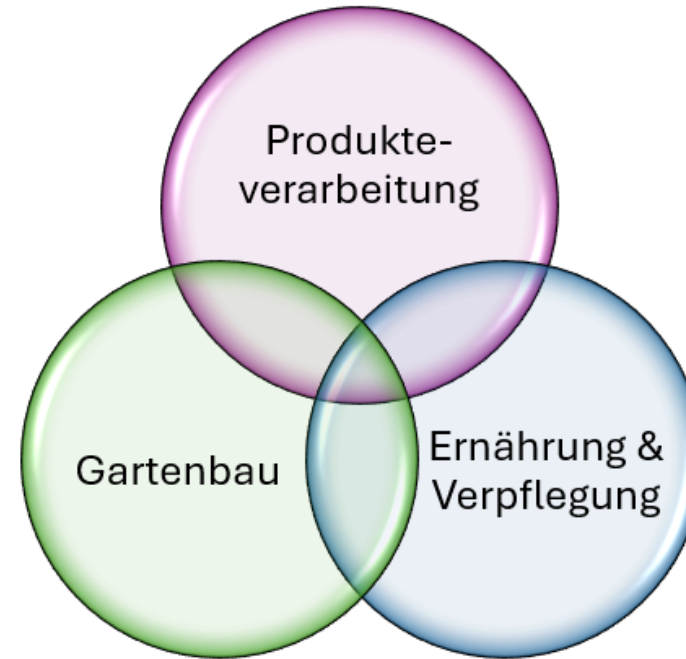 Produkte-
verarbeitung
Gartenbau
Ernährung &
Verpflegung